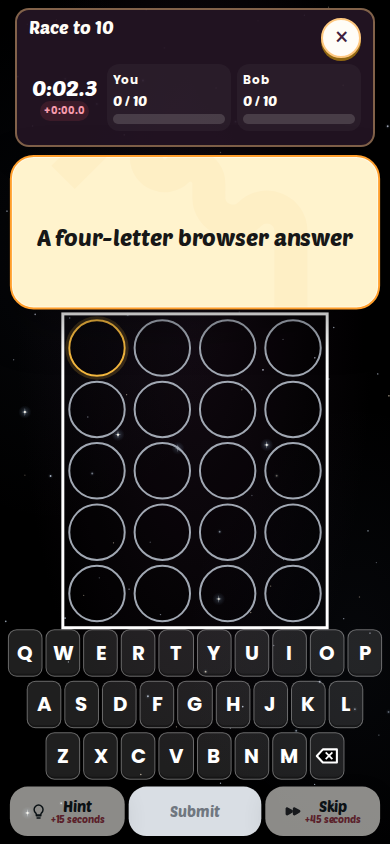 Race to 10
×
0:02.3
+0:00.0
You
0 / 10
Bob
0 / 10
A four-letter browser answer
Q W E R T Y U I O P
A S D F G H J K L
Z X C V B N M
Hint
+15 seconds
Submit
Skip
+45 seconds